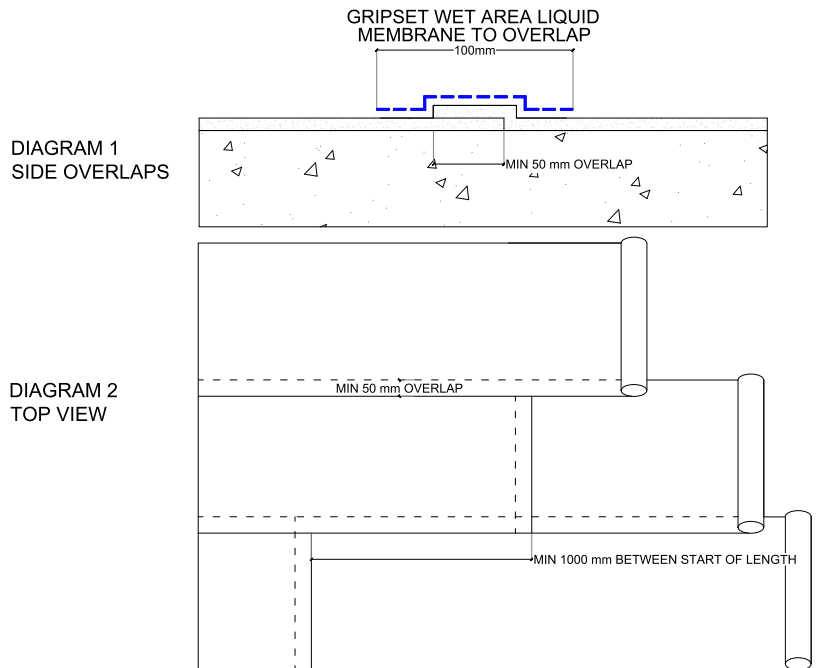 GRIPSET WET AREA LIQUID
MEMBRANE TO OVERLAP
100mm
DIAGRAM 1
SIDE OVERLAPS
MIN 50 mm OVERLAP
DIAGRAM 2
TOP VIEW
MIN 50 mm OVERLAP
MIN 1000 mm BETWEEN START OF LENGTH